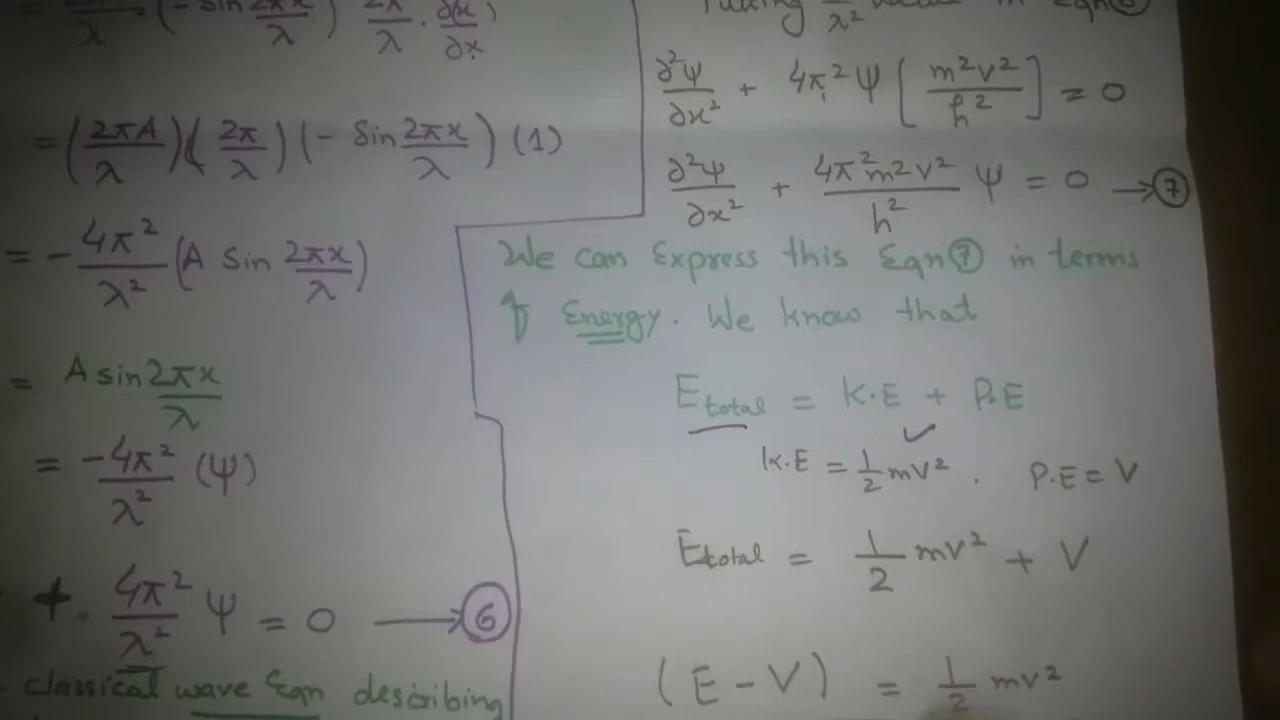 = (2πA/λ)(2π/λ)(- Sin 2πx/λ) (1)
= - 4π²/λ² (A Sin 2πx/λ)
= A sin 2πx/λ
= -4π²/λ² (ψ)
+ 4π²/λ² ψ = 0 → ⑥
classical wave Eqn describing
∂²ψ/∂x² + 4π²ψ [m²v²/h²] = 0
∂²ψ/∂x² + 4π²m²v²/h² ψ = 0 → ⑦
We can Express this Eqn ⑦ in terms
of Energy. We know that
E total = K.E + P.E
K.E = 1/2 mv² . P.E = V
E total = 1/2 mv² + V
(E - V) = 1/2 mv²